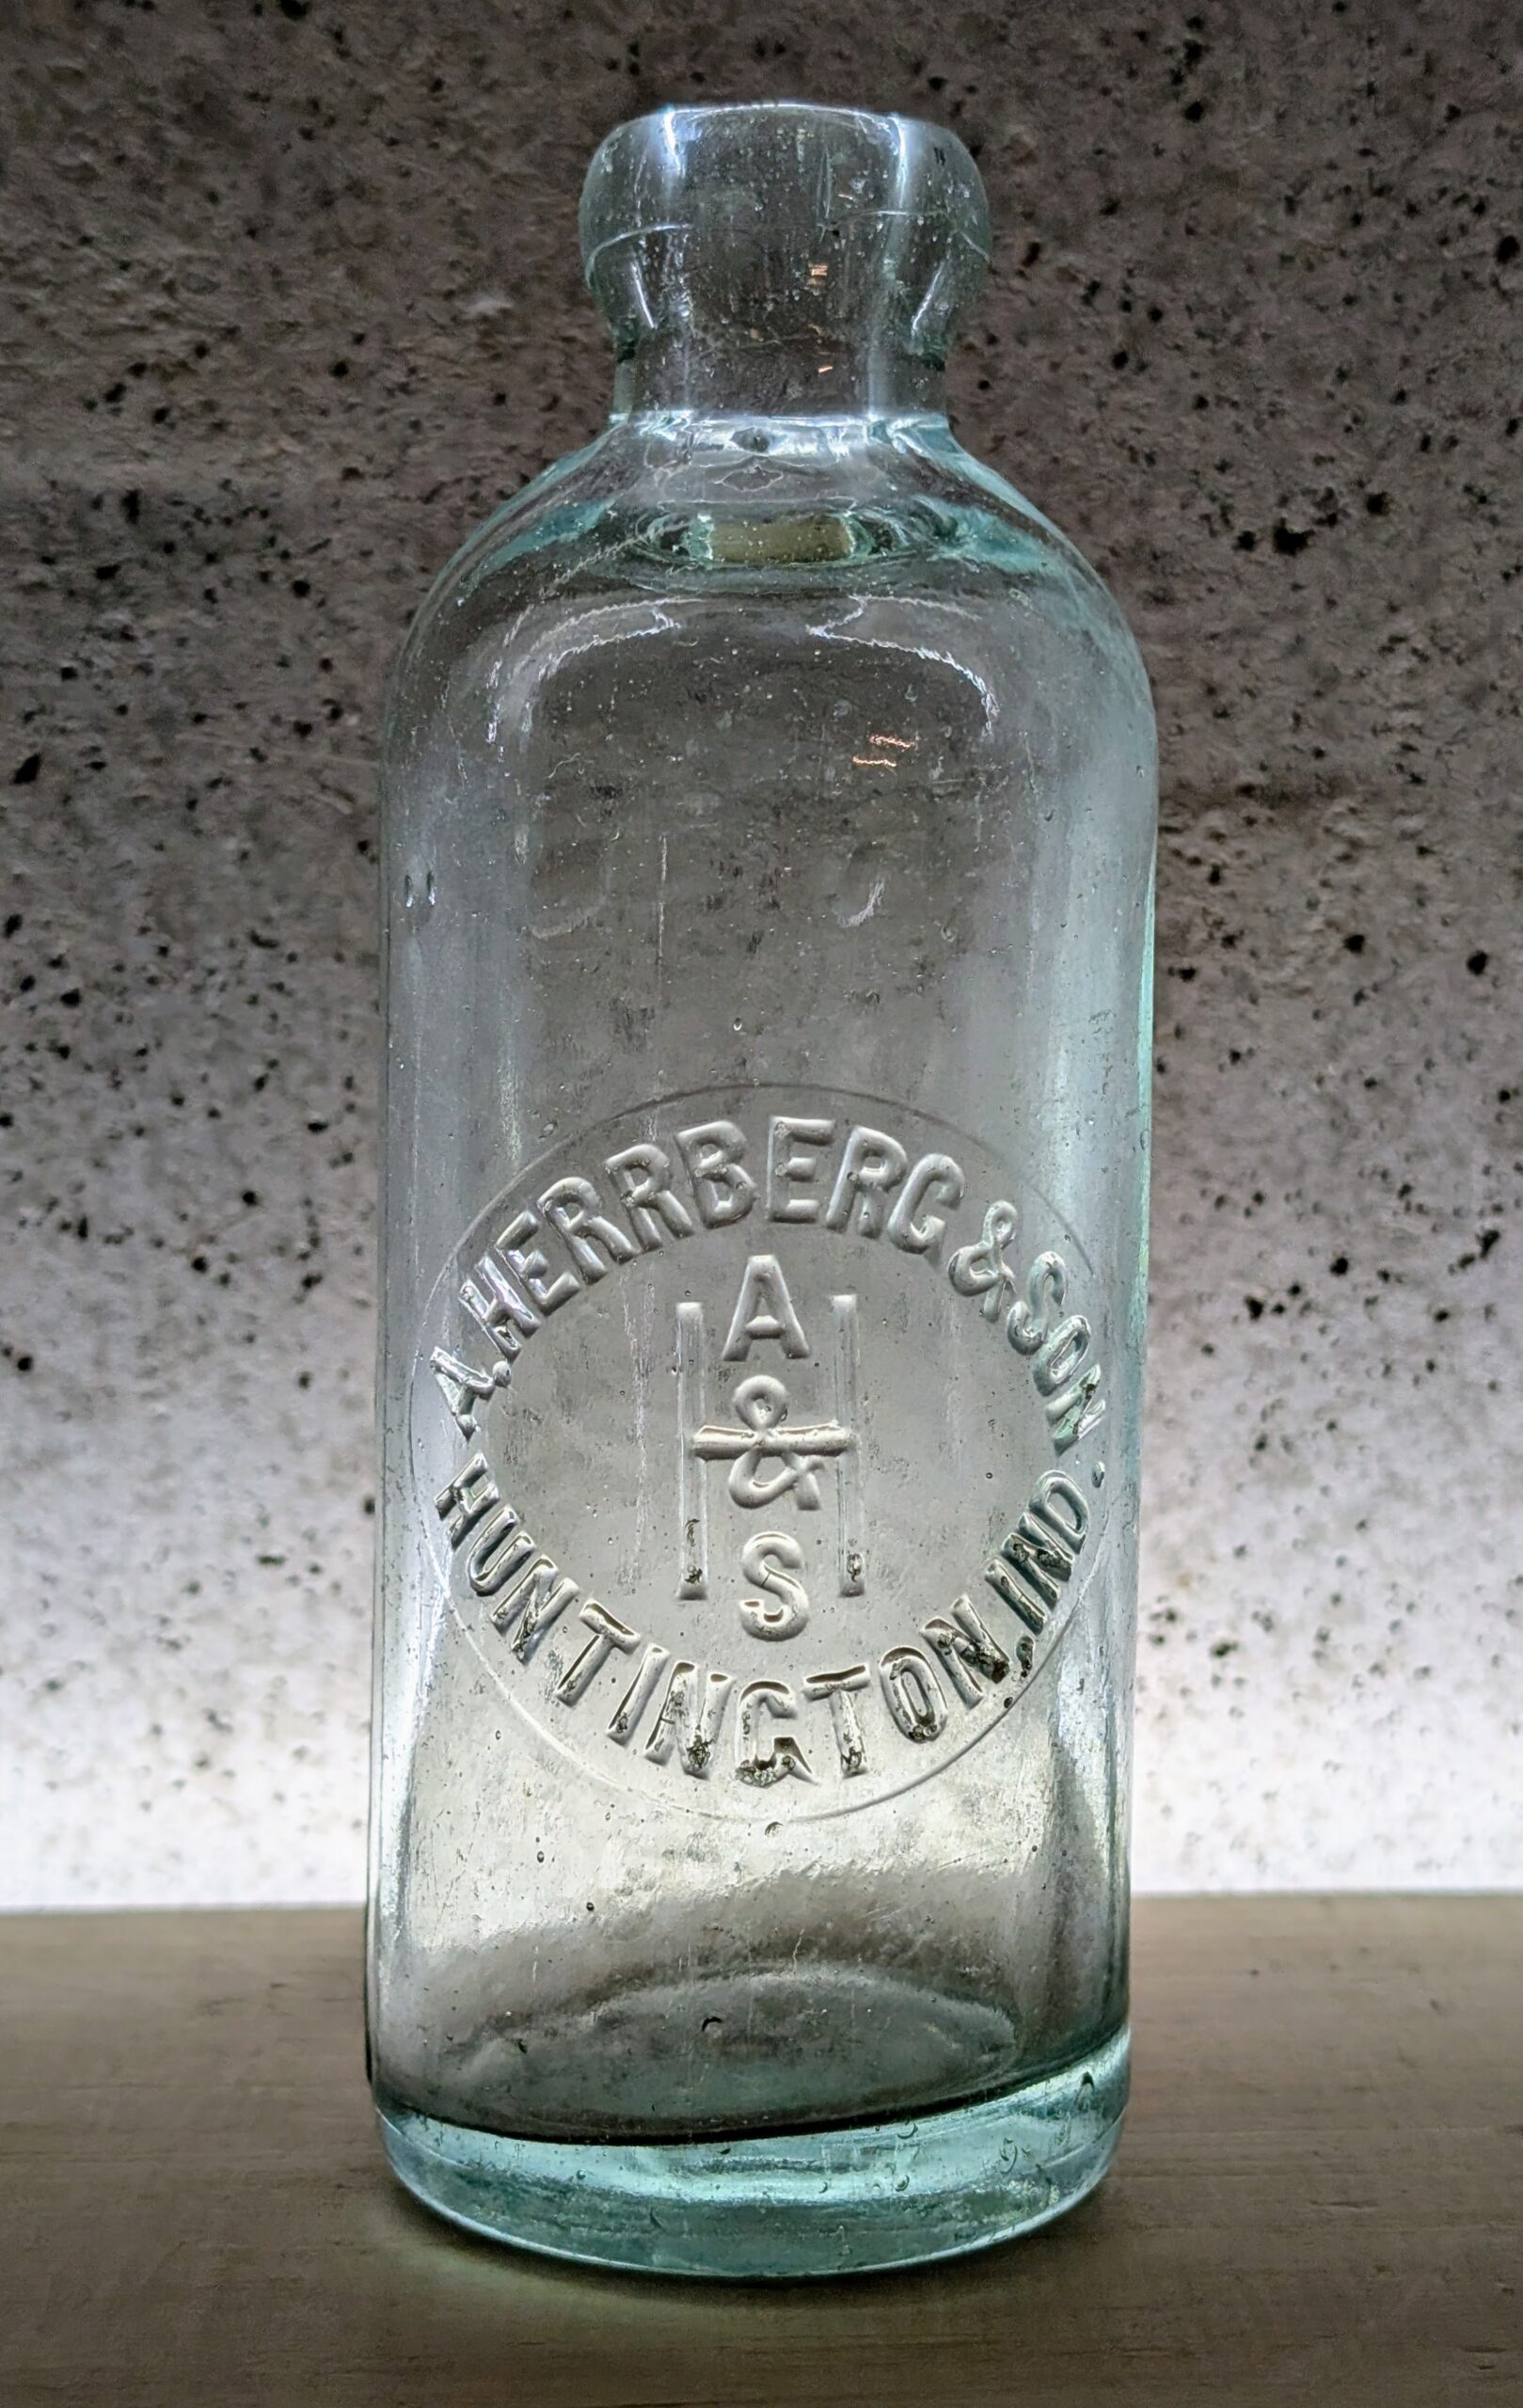 A. HERRBERG & SON
A
H
&
S
HUNTINGTON, IND.